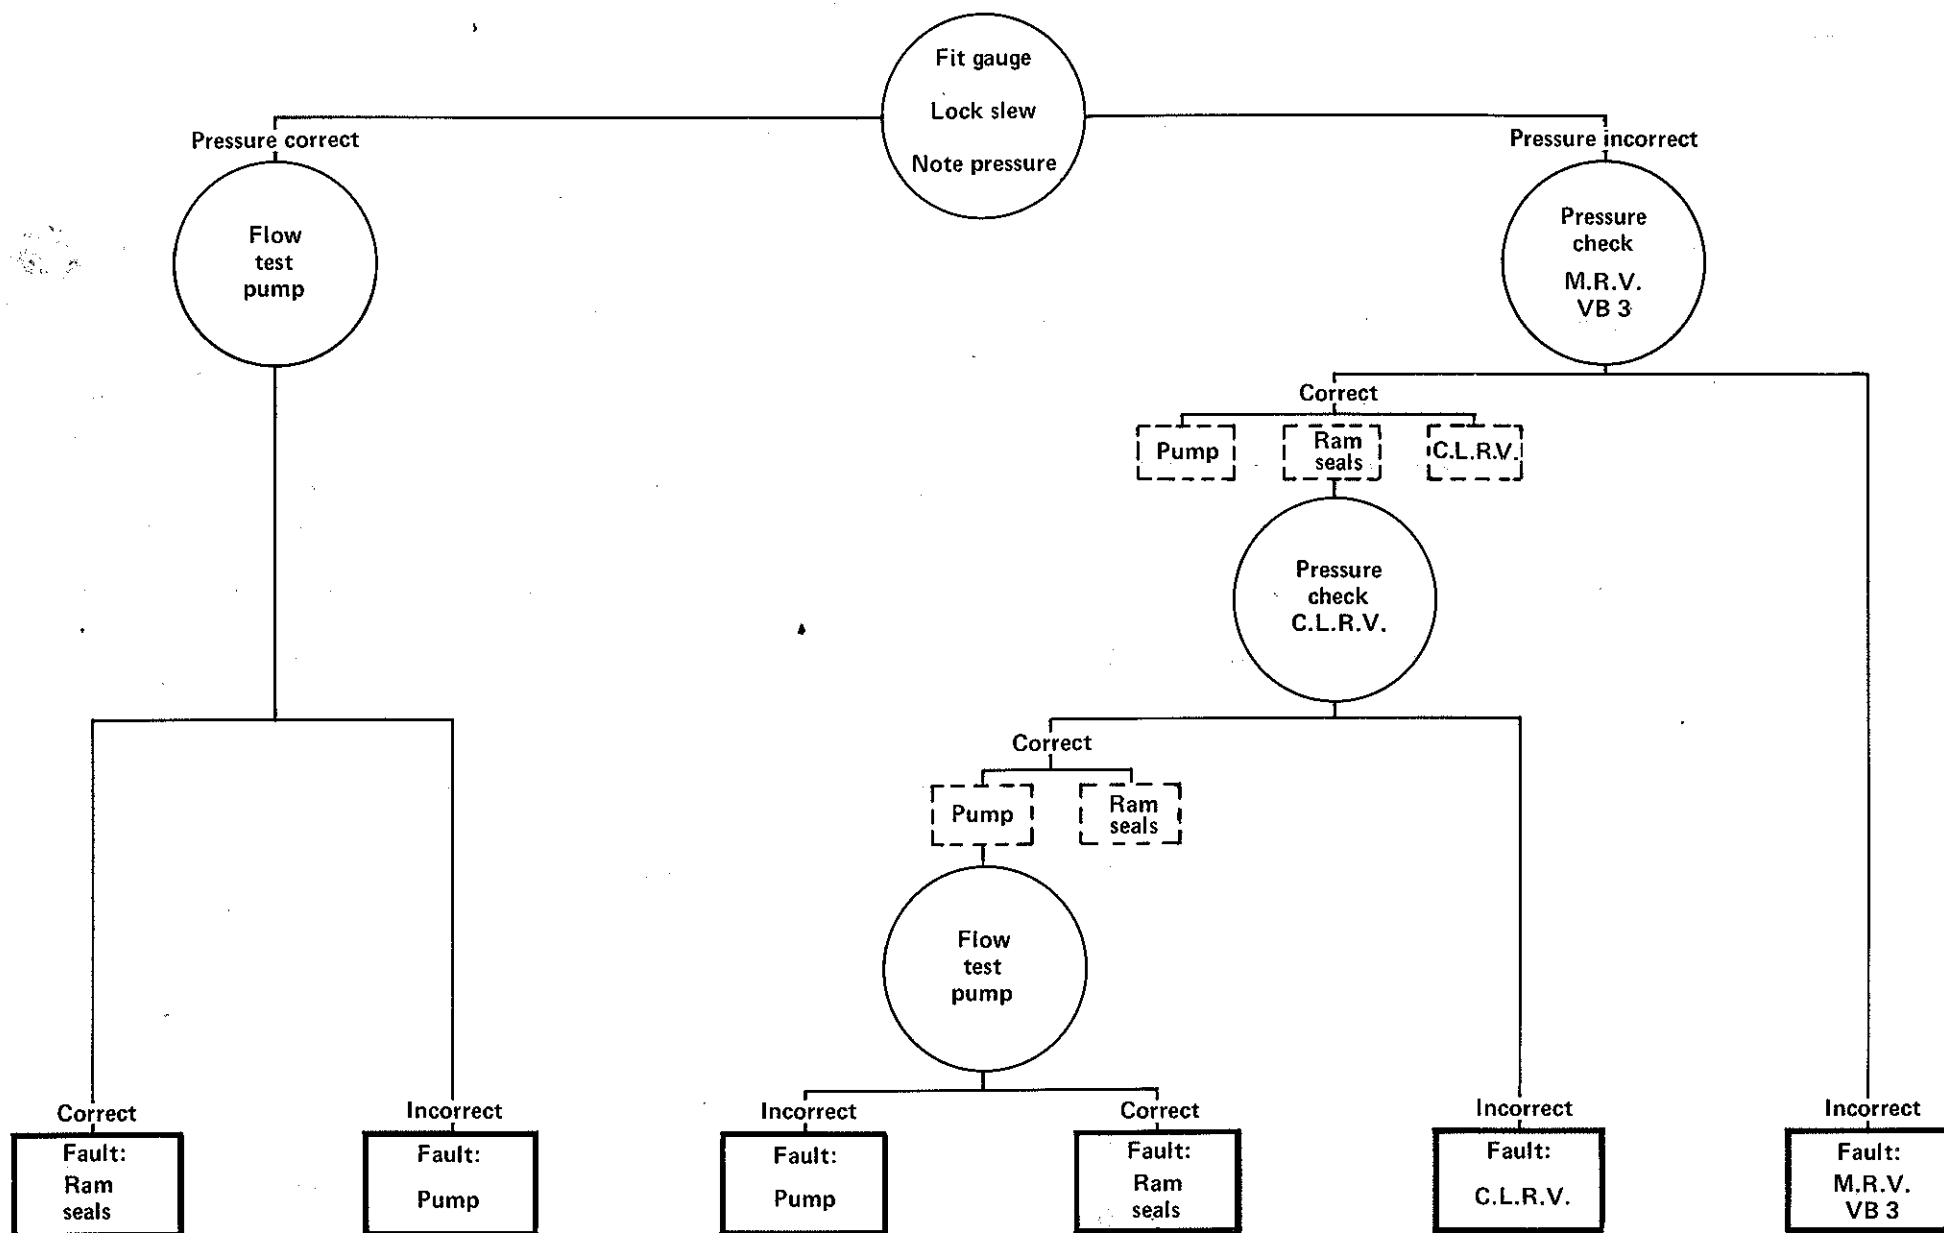 Fit gauge
Lock slew
Note pressure
Pressure correct
Pressure incorrect
Flow
test
pump
Pressure
check
M.R.V.
VB 3
Correct
Pump
Ram
seals
C.L.R.V.
Pressure
check
C.L.R.V.
Correct
Pump
Ram
seals
Flow
test
pump
Correct
Fault:
Ram
seals
Incorrect
Fault:
Pump
Incorrect
Fault:
Pump
Correct
Fault:
Ram
seals
Incorrect
Fault:
C.L.R.V.
Incorrect
Fault:
M.R.V.
VB 3